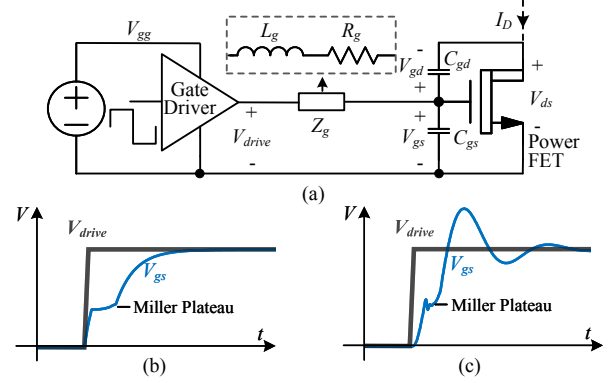 I_D
L_g R_g
V_gg
C_gd
V_gd
Gate
Driver
V_drive
Z_g
V_gs
C_gs
V_ds
Power
FET
+
-
+
-
-
+
+
-
+
-
(a)
V
V_drive
V_gs
Miller Plateau
t
(b)
V
V_drive
V_gs
Miller Plateau
t
(c)